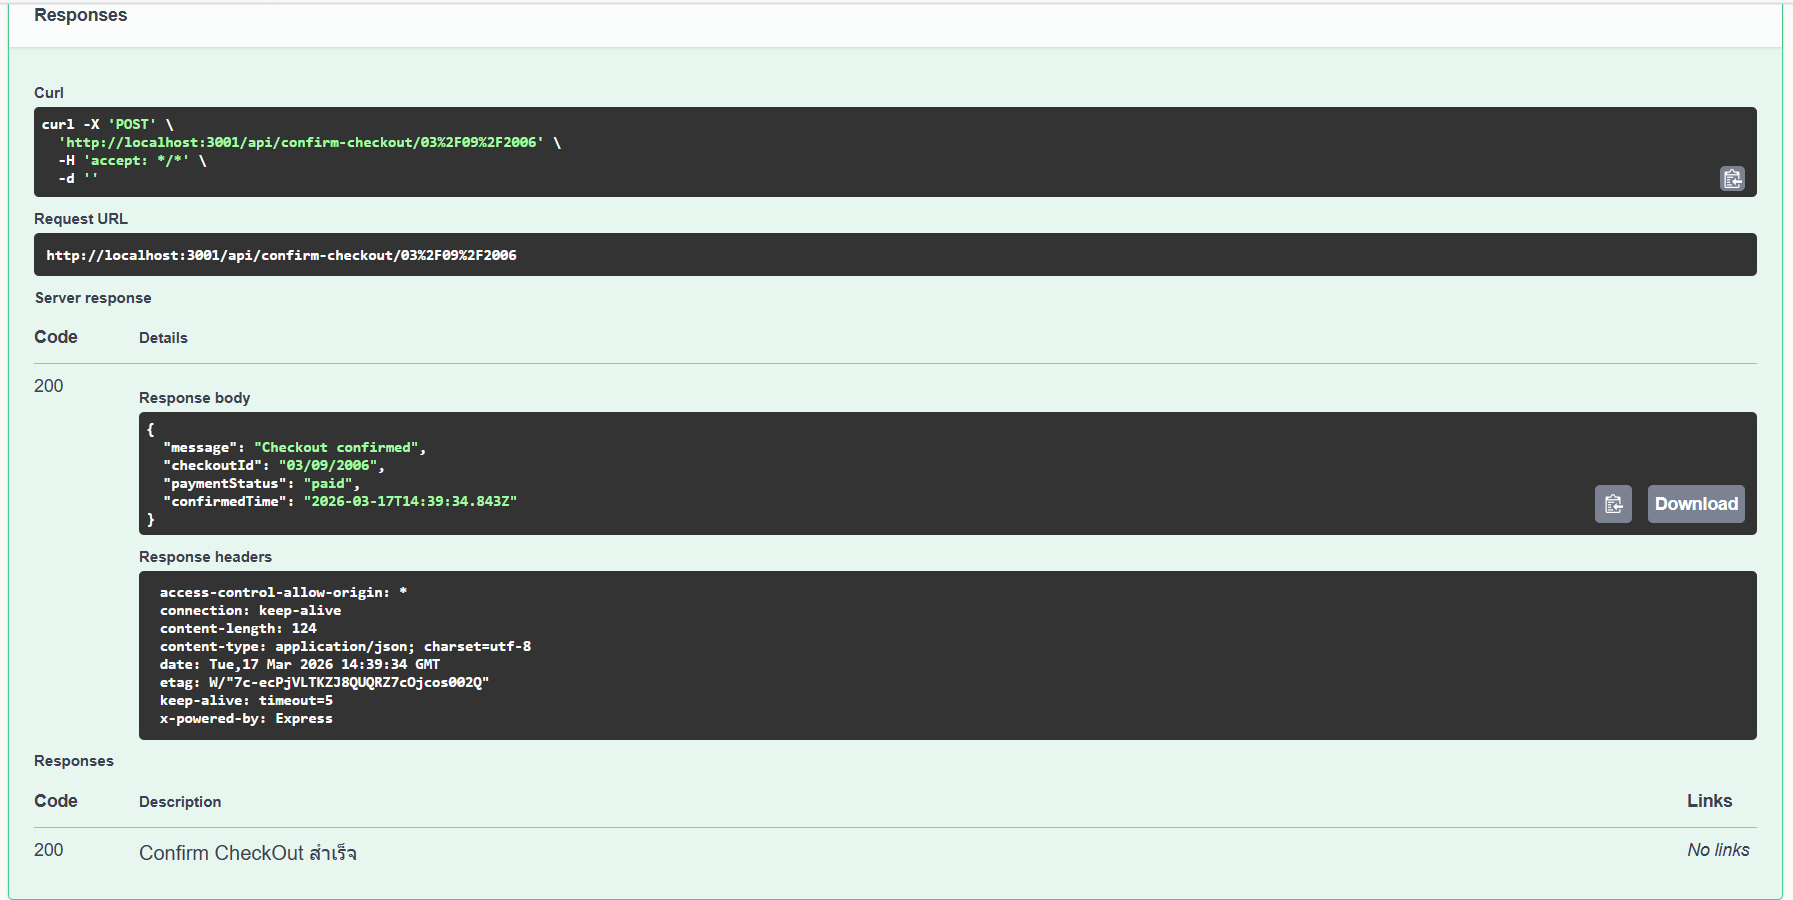 Responses
Curl
curl -X 'POST' \
  'http://localhost:3001/api/confirm-checkout/03%2F09%2F2006' \
  -H 'accept: */*' \
  -d ''
Request URL
http://localhost:3001/api/confirm-checkout/03%2F09%2F2006
Server response
Code Details
200
Response body
{
  "message": "Checkout confirmed",
  "checkoutId": "03/09/2006",
  "paymentStatus": "paid",
  "confirmedTime": "2026-03-17T14:39:34.843Z"
}
Download
Response headers
access-control-allow-origin: *
connection: keep-alive
content-length: 124
content-type: application/json; charset=utf-8
date: Tue,17 Mar 2026 14:39:34 GMT
etag: W/"7c-ecPjVLTKZJ8QUQRZ7cOjcos002Q"
keep-alive: timeout=5
x-powered-by: Express
Responses
Code Description Links
200 Confirm CheckOut สำเร็จ No links